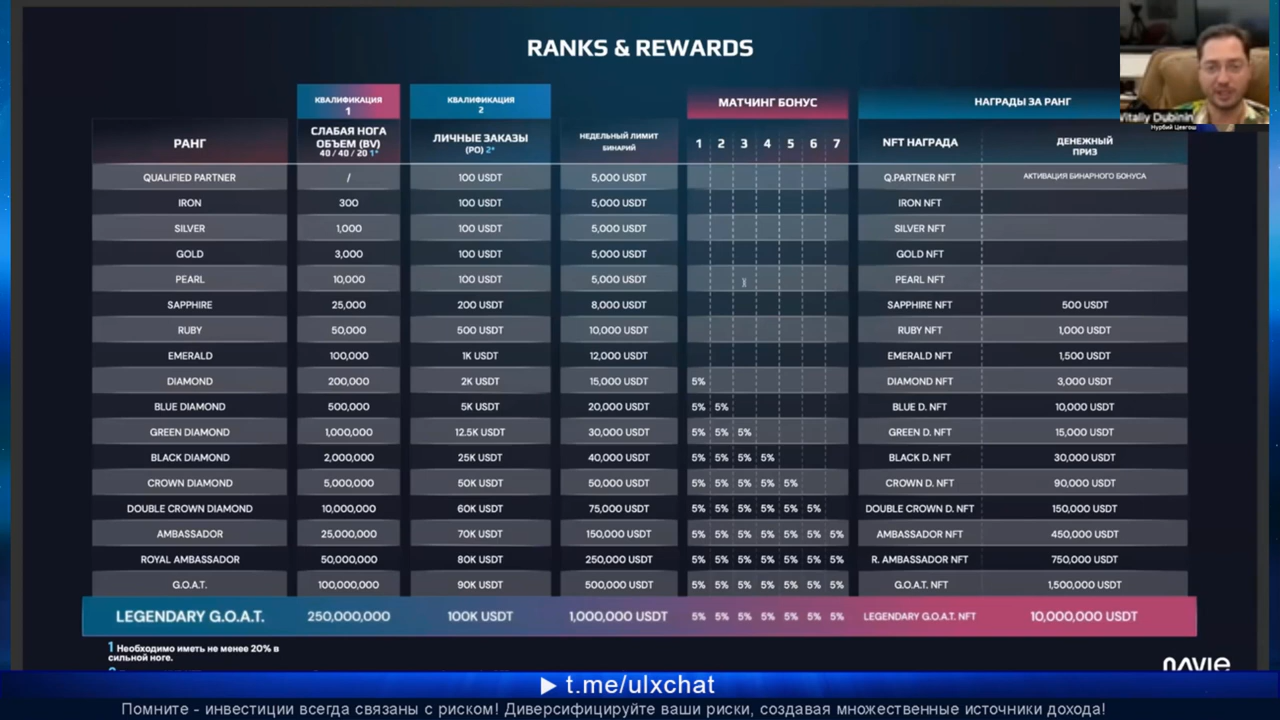 RANKS & REWARDS
Vitaliy Dubinin
Нурбий Цевгош
КВАЛИФИКАЦИЯ
1
КВАЛИФИКАЦИЯ
2
МАТЧИНГ БОНУС
НАГРАДЫ ЗА РАНГ
РАНГ
СЛАБАЯ НОГА
ОБЪЕМ (BV)
40 / 40 / 20 1*
ЛИЧНЫЕ ЗАКАЗЫ
(PO) 2*
НЕДЕЛЬНЫЙ ЛИМИТ
БИНАРИЙ
1 2 3 4 5 6 7
NFT НАГРАДА
ДЕНЕЖНЫЙ
ПРИЗ
QUALIFIED PARTNER / 100 USDT 5,000 USDT Q.PARTNER NFT АКТИВАЦИЯ БИНАРНОГО БОНУСА
IRON 300 100 USDT 5,000 USDT IRON NFT
SILVER 1,000 100 USDT 5,000 USDT SILVER NFT
GOLD 3,000 100 USDT 5,000 USDT GOLD NFT
PEARL 10,000 100 USDT 5,000 USDT PEARL NFT
SAPPHIRE 25,000 200 USDT 8,000 USDT SAPPHIRE NFT 500 USDT
RUBY 50,000 500 USDT 10,000 USDT RUBY NFT 1,000 USDT
EMERALD 100,000 1K USDT 12,000 USDT EMERALD NFT 1,500 USDT
DIAMOND 200,000 2K USDT 15,000 USDT 5% DIAMOND NFT 3,000 USDT
BLUE DIAMOND 500,000 5K USDT 20,000 USDT 5% 5% BLUE D. NFT 10,000 USDT
GREEN DIAMOND 1,000,000 12.5K USDT 30,000 USDT 5% 5% 5% GREEN D. NFT 15,000 USDT
BLACK DIAMOND 2,000,000 25K USDT 40,000 USDT 5% 5% 5% 5% BLACK D. NFT 30,000 USDT
CROWN DIAMOND 5,000,000 50K USDT 50,000 USDT 5% 5% 5% 5% 5% CROWN D. NFT 90,000 USDT
DOUBLE CROWN DIAMOND 10,000,000 60K USDT 75,000 USDT 5% 5% 5% 5% 5% 5% DOUBLE CROWN D. NFT 150,000 USDT
AMBASSADOR 25,000,000 70K USDT 150,000 USDT 5% 5% 5% 5% 5% 5% 5% AMBASSADOR NFT 450,000 USDT
ROYAL AMBASSADOR 50,000,000 80K USDT 250,000 USDT 5% 5% 5% 5% 5% 5% 5% R. AMBASSADOR NFT 750,000 USDT
G.O.A.T. 100,000,000 90K USDT 500,000 USDT 5% 5% 5% 5% 5% 5% 5% G.O.A.T. NFT 1,500,000 USDT
LEGENDARY G.O.A.T. 250,000,000 100K USDT 1,000,000 USDT 5% 5% 5% 5% 5% 5% 5% LEGENDARY G.O.A.T. NFT 10,000,000 USDT
1 Необходимо иметь не менее 20% в
сильной ноге.
NAVIE
t.me/ulxchat
Помните - инвестиции всегда связаны с риском! Диверсифицируйте ваши риски, создавая множественные источники дохода!